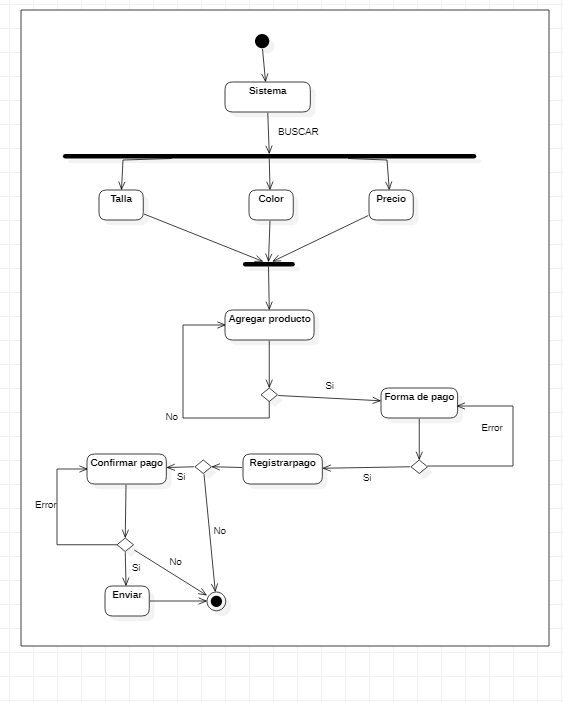 Sistema
BUSCAR
Talla
Color
Precio
Agregar producto
Si
No
Forma de pago
Error
Confirmar pago
Si
Registrarpago
Si
Error
No
No
Si
Enviar